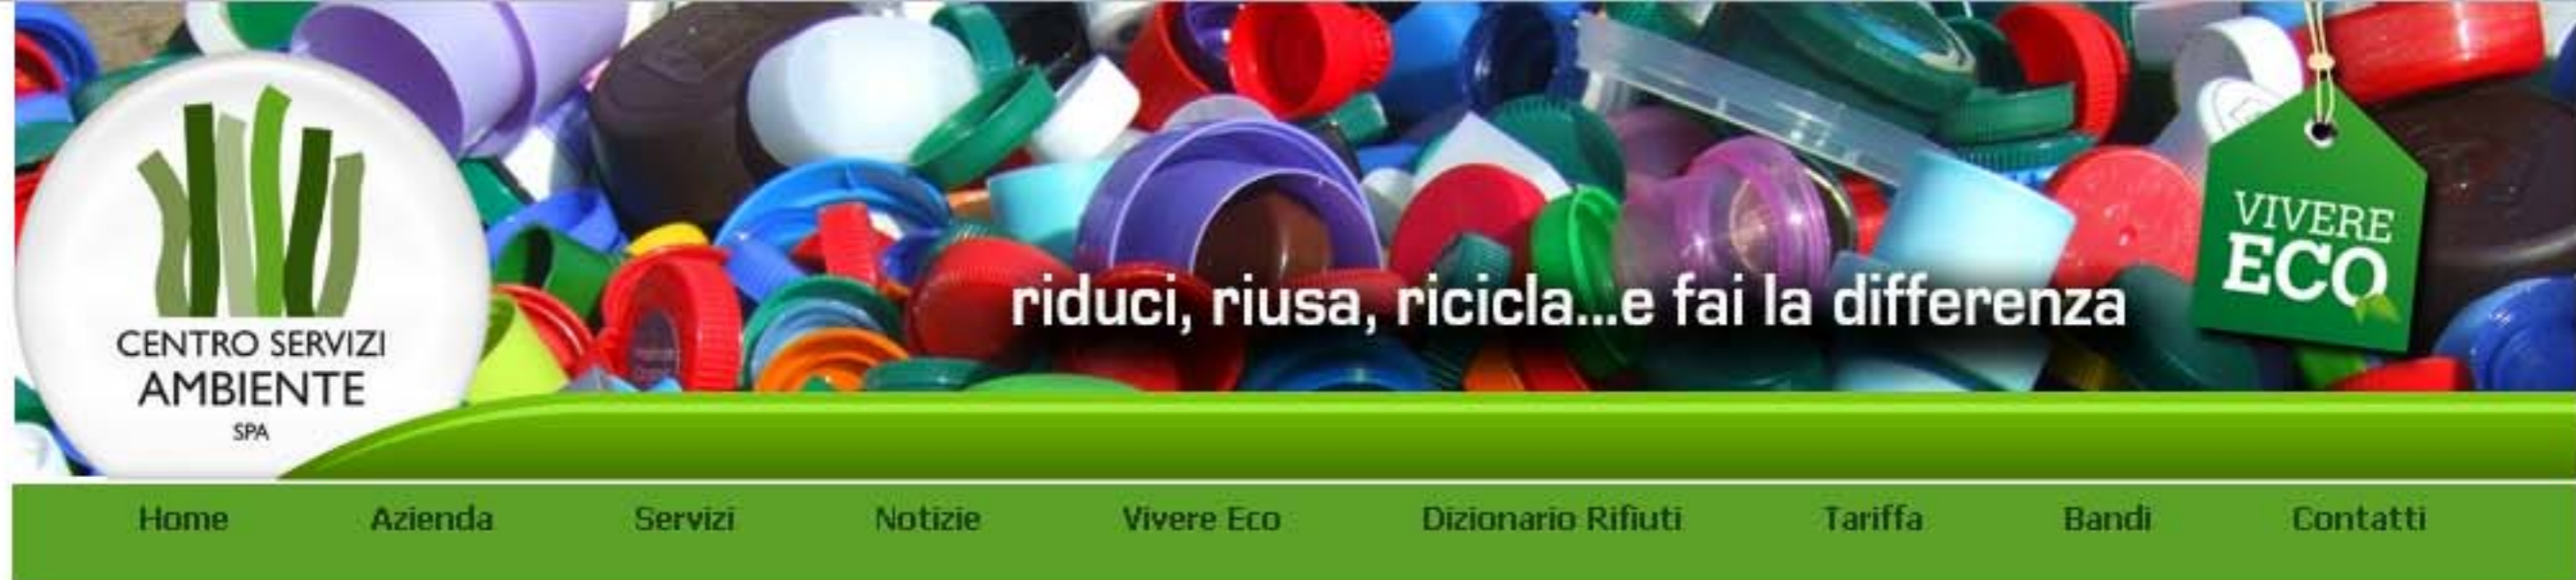 VIVERE
ECO
riduci, riusa, ricicla...e fai la differenza
CENTRO SERVIZI
AMBIENTE
SPA
Home Azienda Servizi Notizie Vivere Eco Dizionario Rifiuti Tariffa Bandi Contatti